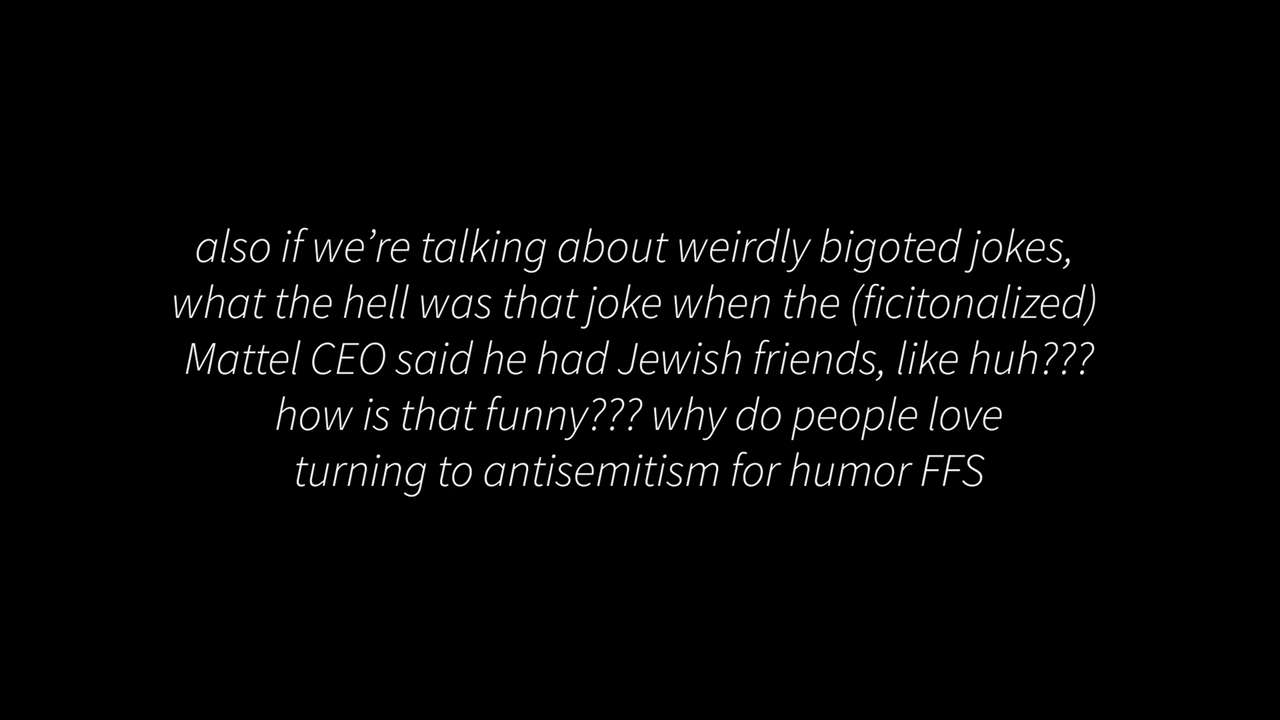 also if we’re talking about weirdly bigoted jokes,
what the hell was that joke when the (ficitonalized)
Mattel CEO said he had Jewish friends, like huh???
how is that funny??? why do people love
turning to antisemitism for humor FFS